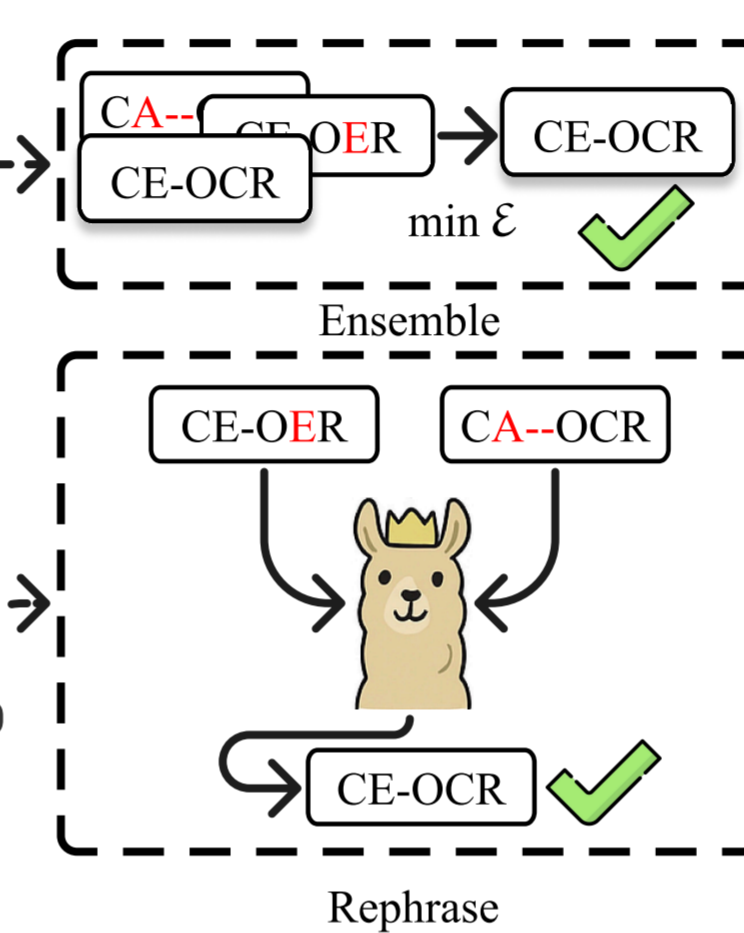 CA--
CE-OER
CE-OCR
CE-OCR
min ℰ
Ensemble
CE-OER
CA--OCR
CE-OCR
Rephrase